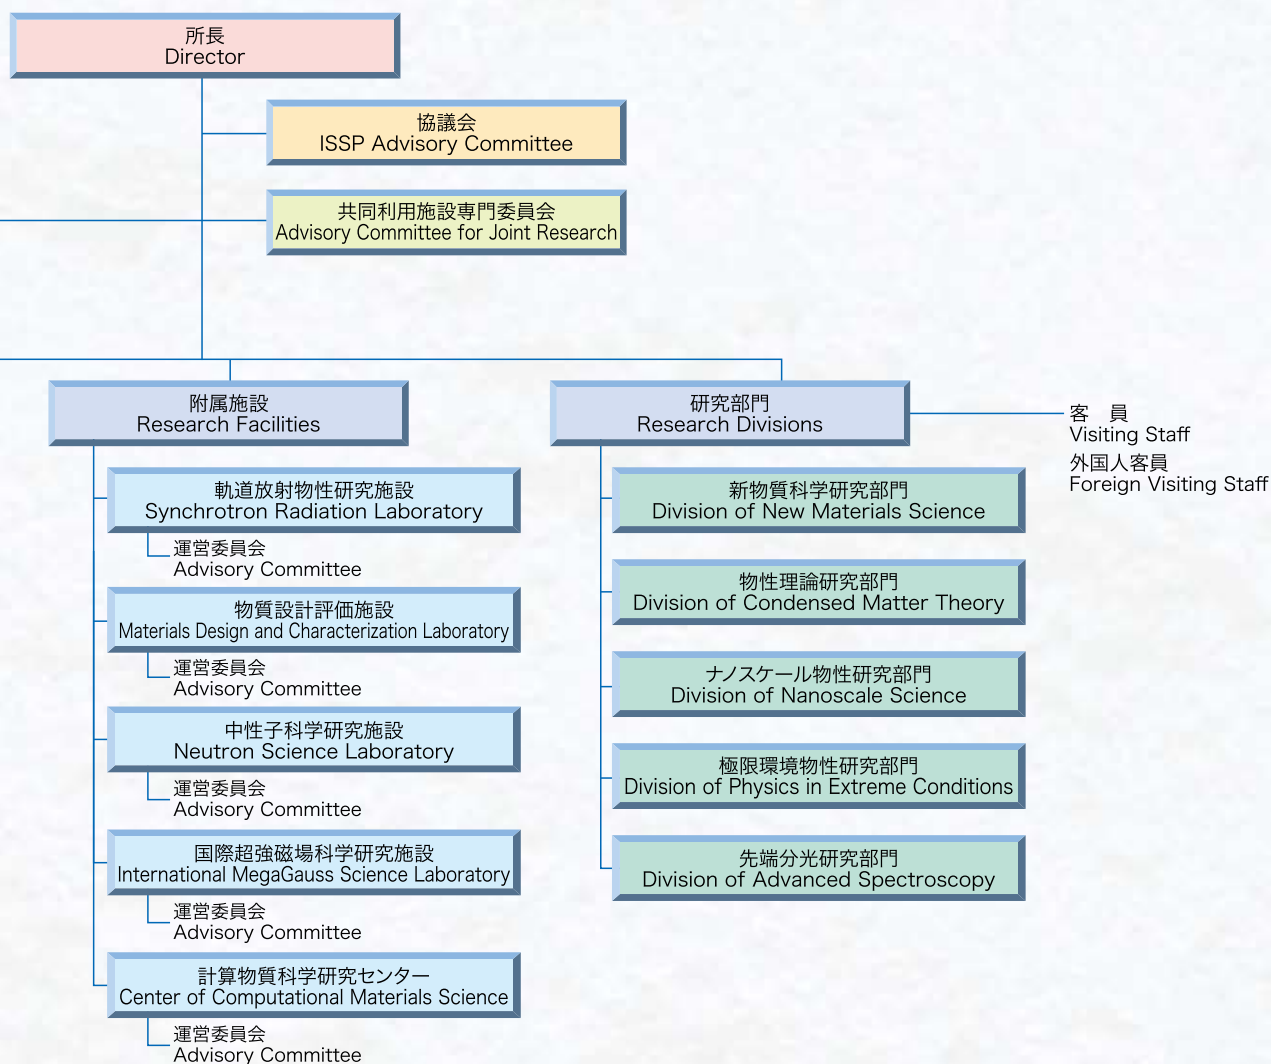 所長
Director
協議会
ISSP Advisory Committee
共同利用施設専門委員会
Advisory Committee for Joint Research
附属施設
Research Facilities
軌道放射物性研究施設
Synchrotron Radiation Laboratory
運営委員会
Advisory Committee
物質設計評価施設
Materials Design and Characterization Laboratory
運営委員会
Advisory Committee
中性子科学研究施設
Neutron Science Laboratory
運営委員会
Advisory Committee
国際超強磁場科学研究施設
International MegaGauss Science Laboratory
運営委員会
Advisory Committee
計算物質科学研究センター
Center of Computational Materials Science
運営委員会
Advisory Committee
研究部門
Research Divisions
新物質科学研究部門
Division of New Materials Science
物性理論研究部門
Division of Condensed Matter Theory
ナノスケール物性研究部門
Division of Nanoscale Science
極限環境物性研究部門
Division of Physics in Extreme Conditions
先端分光研究部門
Division of Advanced Spectroscopy
客　員
Visiting Staff
外国人客員
Foreign Visiting Staff